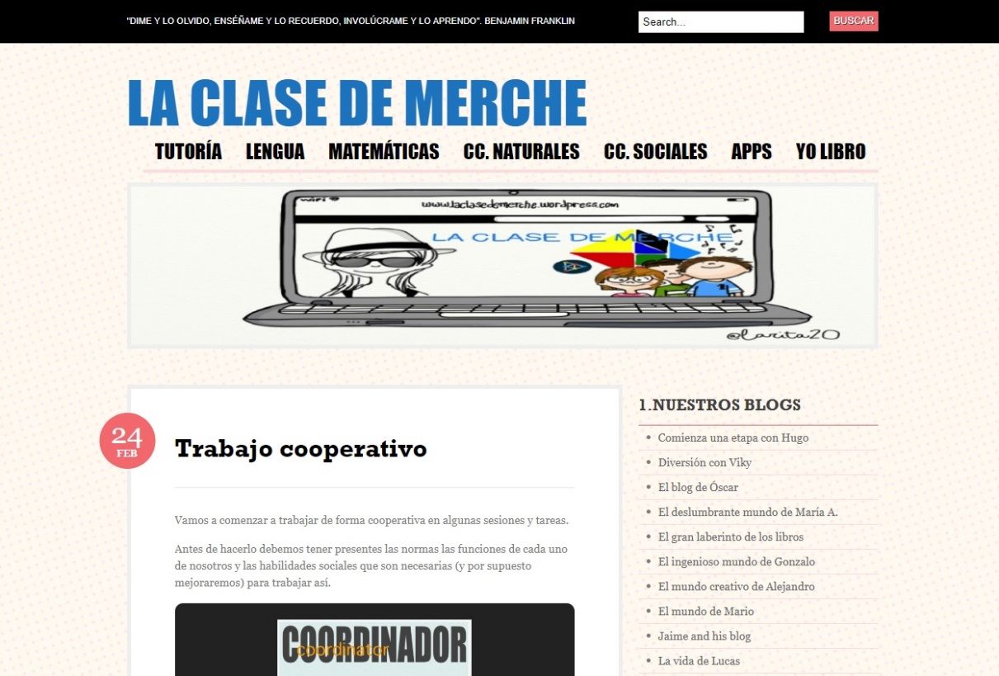 "DIME Y LO OLVIDO, ENSÉÑAME Y LO RECUERDO, INVOLÚCRAME Y LO APRENDO". BENJAMIN FRANKLIN
Search...
BUSCAR
LA CLASE DE MERCHE
TUTORÍA LENGUA MATEMÁTICAS CC. NATURALES CC. SOCIALES APPS YO LIBRO
WIFI
www.laclasedemerche.wordpress.com
LA CLASE DE MERCHE
@larita20
24
FEB
Trabajo cooperativo
Vamos a comenzar a trabajar de forma cooperativa en algunas sesiones y tareas.
Antes de hacerlo debemos tener presentes las normas las funciones de cada uno
de nosotros y las habilidades sociales que son necesarias (y por supuesto
mejoraremos) para trabajar así.
COORDINADOR
coordinator
1.NUESTROS BLOGS
Comienza una etapa con Hugo
Diversión con Viky
El blog de Óscar
El deslumbrante mundo de María A.
El gran laberinto de los libros
El ingenioso mundo de Gonzalo
El mundo creativo de Alejandro
El mundo de Mario
Jaime and his blog
La vida de Lucas